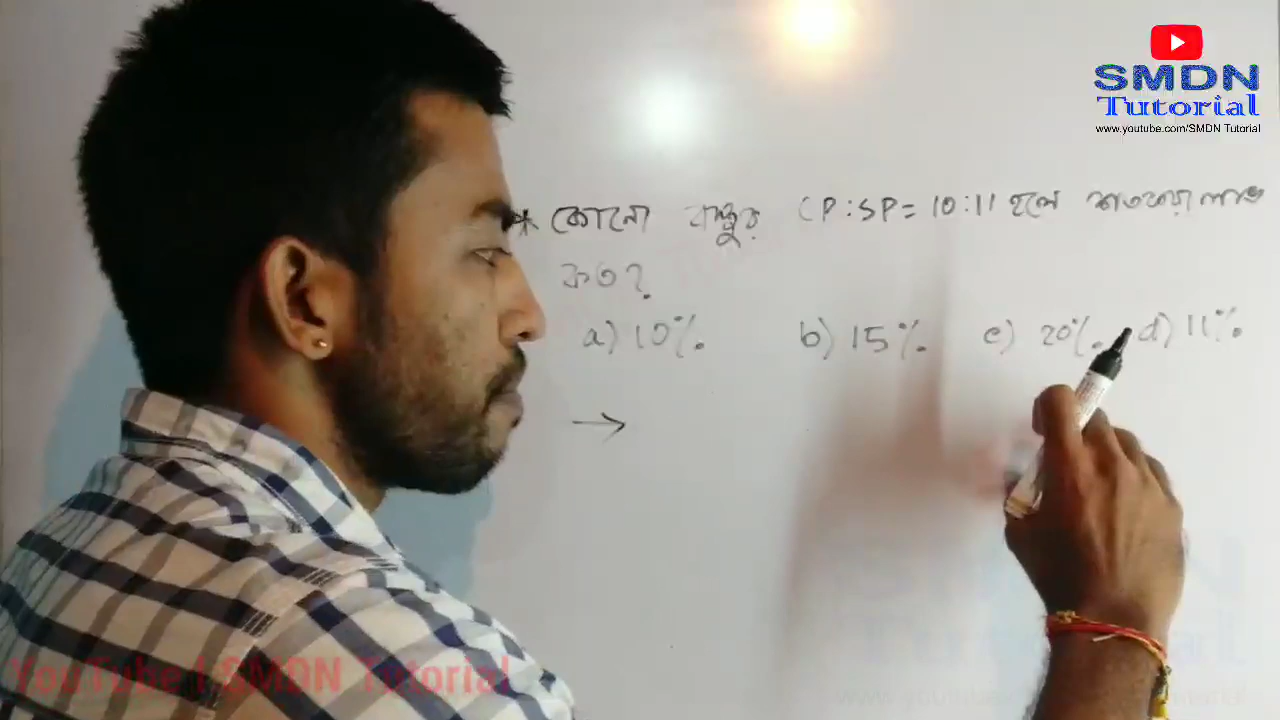 SMDN
Tutorial
www.youtube.com/SMDN Tutorial
* কোনো বস্তুর CP:SP= 10:11 হলে শতকরা লাভ
কত?
a) 10%. b) 15%. c) 20%. d) 11%.
→
YouTube | SMDN Tutorial